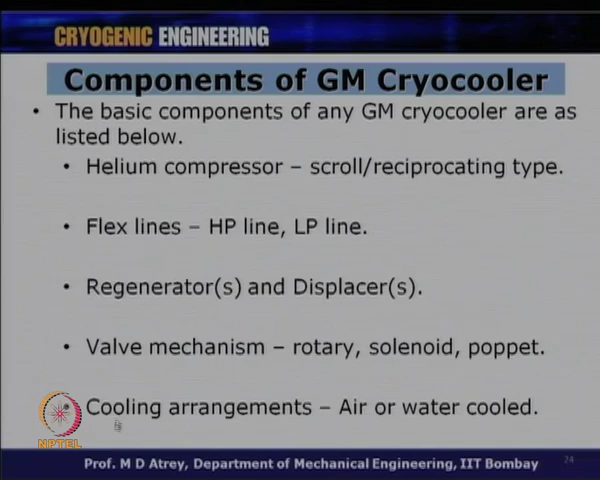 CRYOGENIC ENGINEERING
Components of GM Cryocooler
• The basic components of any GM cryocooler are as
listed below.
• Helium compressor – scroll/reciprocating type.
• Flex lines – HP line, LP line.
• Regenerator(s) and Displacer(s).
• Valve mechanism – rotary, solenoid, poppet.
Cooling arrangements – Air or water cooled.
NPTEL
Prof. M D Atrey, Department of Mechanical Engineering, IIT Bombay
24